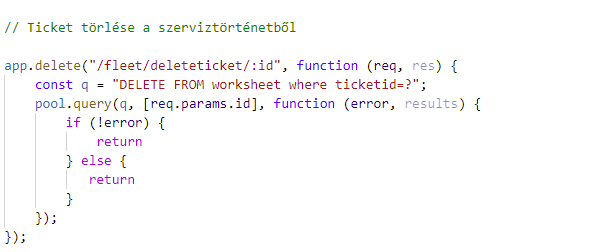 // Ticket törlése a szerviztörténetből
app.delete("/fleet/deleteticket/:id", function (req, res) {
const q = "DELETE FROM worksheet where ticketid=?";
pool.query(q, [req.params.id], function (error, results) {
if (!error) {
return
} else {
return
}
});
});